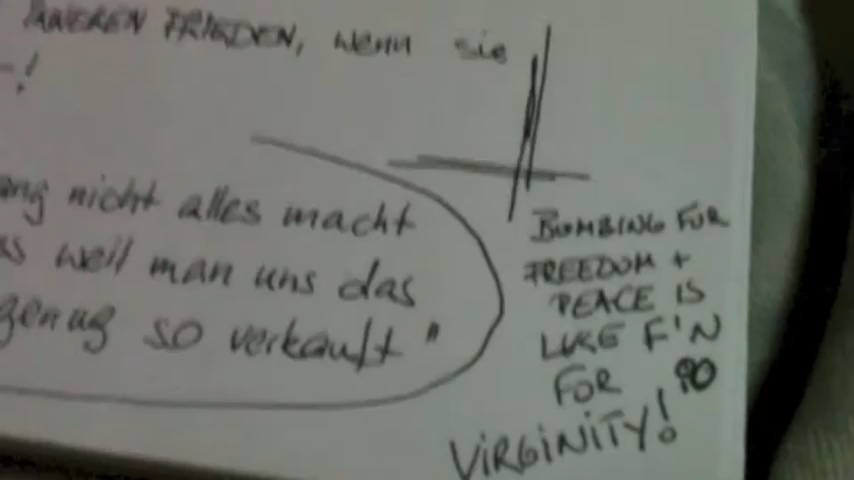 INNEREN FRIEDEN, wenn sie
!
nicht alles macht
weil man uns das
genug so verkauft"
BOMBING FOR
FREEDOM +
PEACE IS
LIKE F'N
FOR
VIRGINITY!